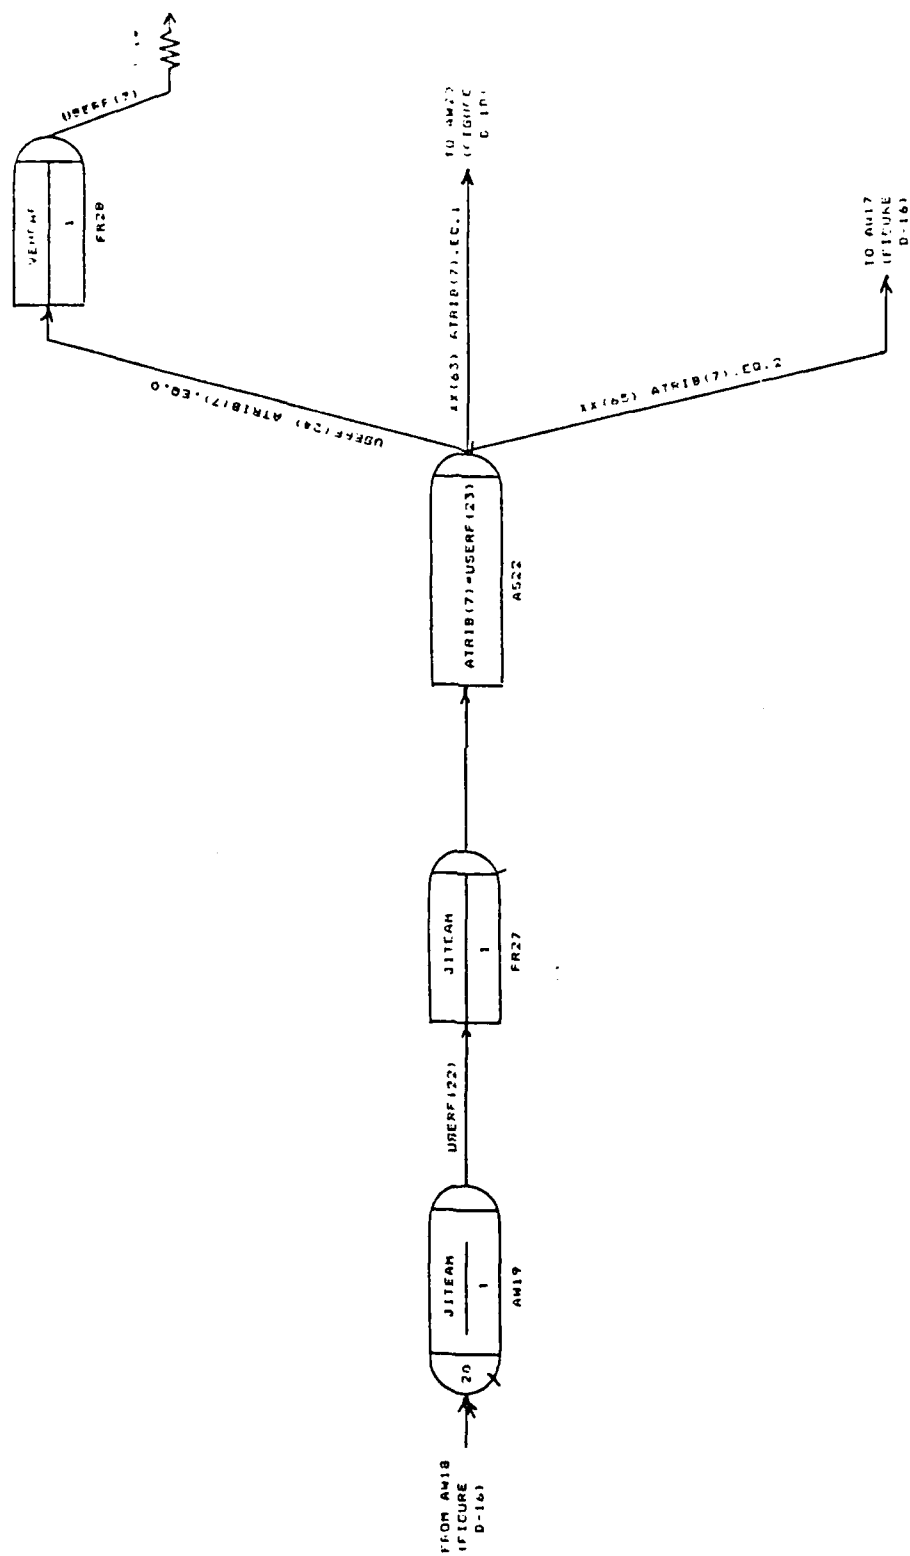 FROM AW18
(FIGURE
D-16)
20
JITEAM
1
AW19
USERF(22)
JITEAM
1
FR27
ATRIB(7)=USERF(23)
AS22
USERF(24) ATRIB(7).EQ.0
1
FR28
USERF(7)
XX(63) ATRIB(7).EQ.1
TO
(FIGURE
XX(65) ATRIB(7).EQ.2
TO AW17
(FIGURE
D-16)